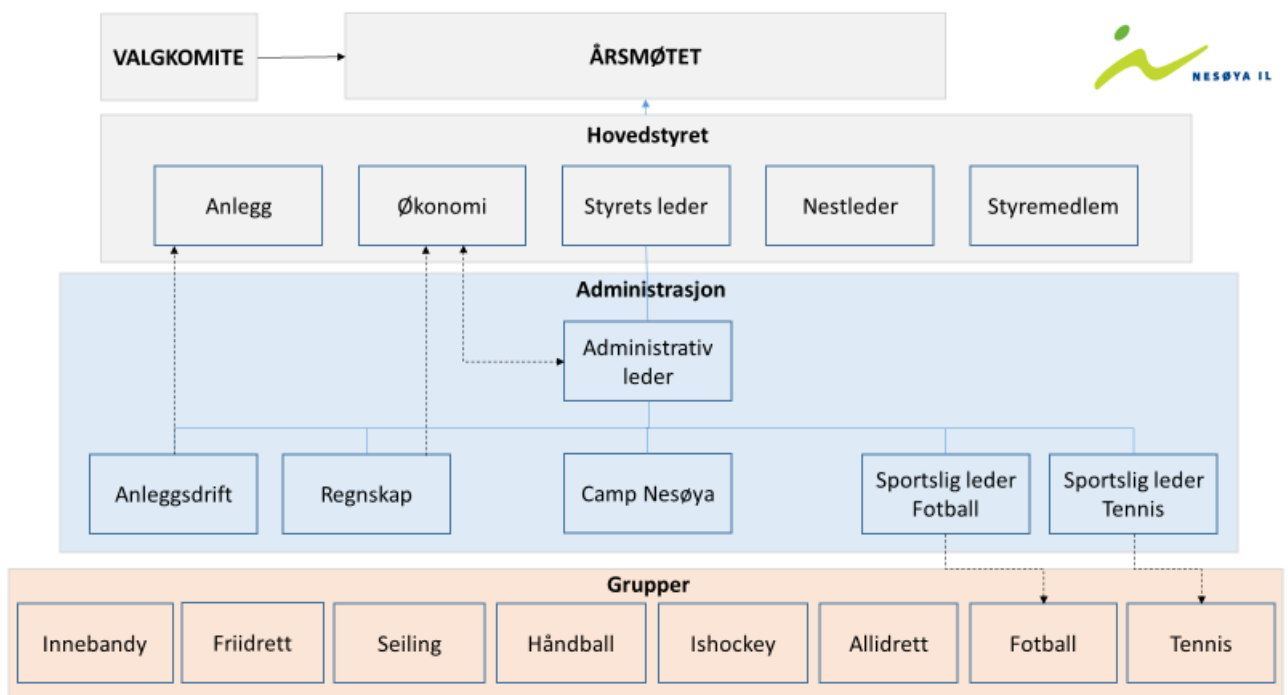 VALGKOMITE
ÅRSMØTET
NESØYA IL
Hovedstyret
Anlegg
Økonomi
Styrets leder
Nestleder
Styremedlem
Administrasjon
Administrativ
leder
Anleggsdrift
Regnskap
Camp Nesøya
Sportslig leder
Fotball
Sportslig leder
Tennis
Grupper
Innebandy
Friidrett
Seiling
Håndball
Ishockey
Allidrett
Fotball
Tennis